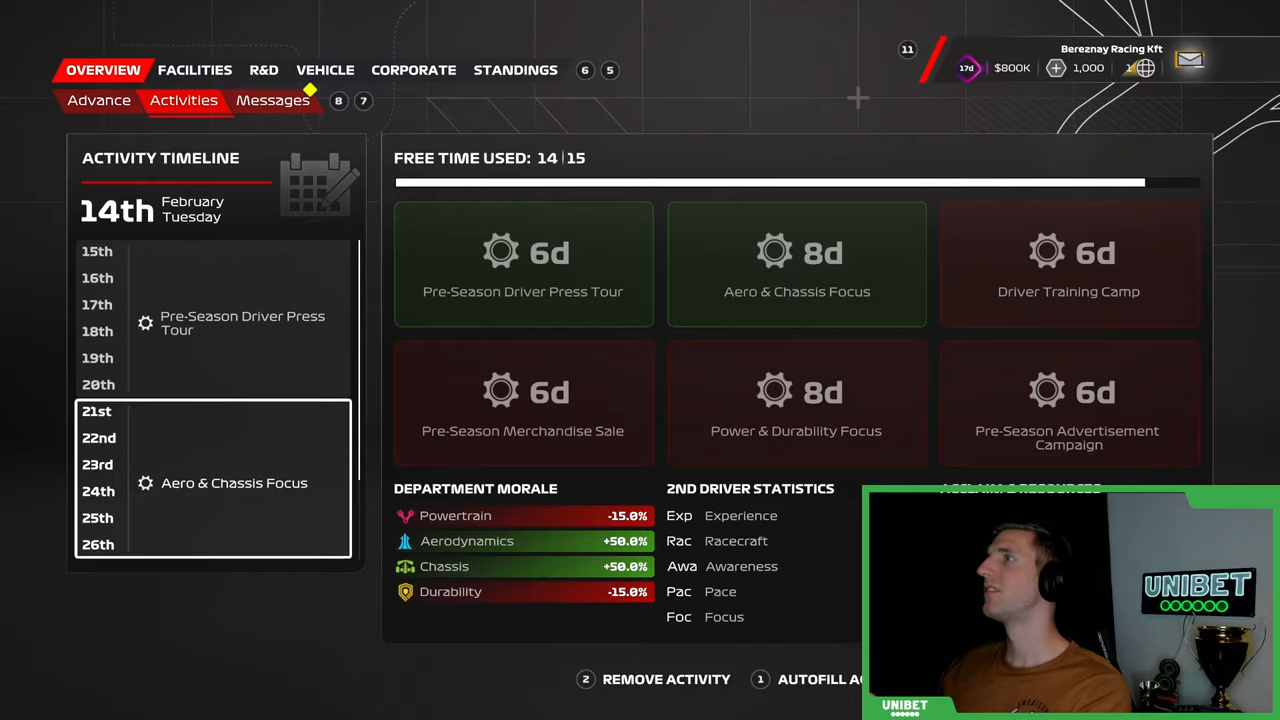 11
Bereznay Racing Kft
17d
$800K
1,000
OVERVIEW FACILITIES R&D VEHICLE CORPORATE STANDINGS 6 5
Advance Activities Messages 8 7
ACTIVITY TIMELINE
14th
February
Tuesday
15th
16th
17th
18th
19th
20th
Pre-Season Driver Press
Tour
21st
22nd
23rd
24th
25th
26th
Aero & Chassis Focus
FREE TIME USED: 14 | 15
6d
Pre-Season Driver Press Tour
8d
Aero & Chassis Focus
6d
Driver Training Camp
6d
Pre-Season Merchandise Sale
8d
Power & Durability Focus
6d
Pre-Season Advertisement
Campaign
DEPARTMENT MORALE
Powertrain -15.0%
Aerodynamics +50.0%
Chassis +50.0%
Durability -15.0%
2ND DRIVER STATISTICS
Exp Experience
Rac Racecraft
Awa Awareness
Pac Pace
Foc Focus
2 REMOVE ACTIVITY 1 AUTOFILL
UNIBET
UNIBET